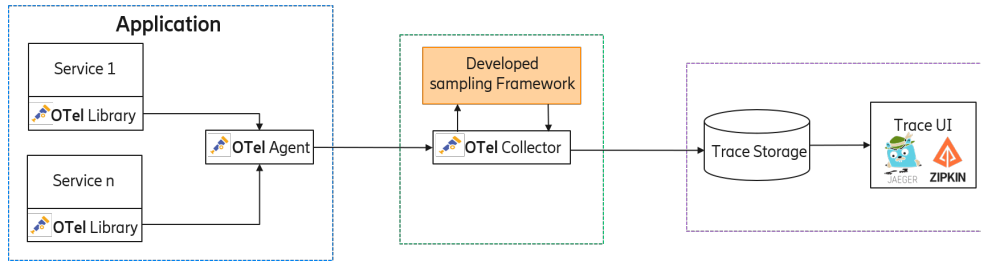 Application
Service 1
OTel Library
Service n
OTel Library
OTel Agent
Developed
sampling Framework
OTel Collector
Trace Storage
Trace UI
JAEGER
ZIPKIN